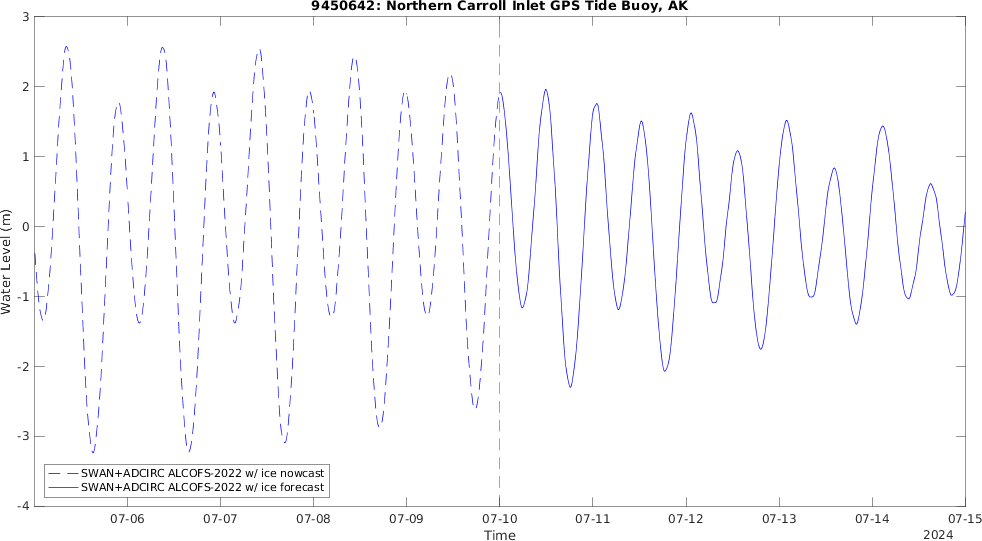 9450642: Northern Carroll Inlet GPS Tide Buoy, AK
3
2
1
0
-1
-2
-3
-4
Water Level (m)
SWAN+ADCIRC ALCOFS-2022 w/ ice nowcast
SWAN+ADCIRC ALCOFS-2022 w/ ice forecast
07-06 07-07 07-08 07-09 07-10 07-11 07-12 07-13 07-14 07-15
Time
2024